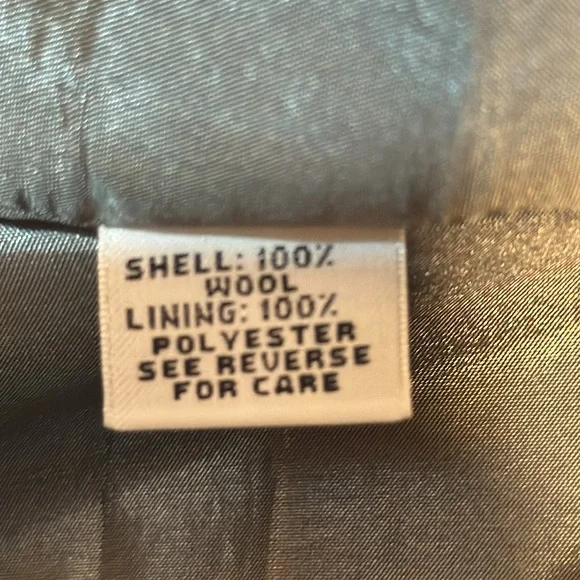 SHELL: 100%
WOOL
LINING: 100%
POLYESTER
SEE REVERSE
FOR CARE